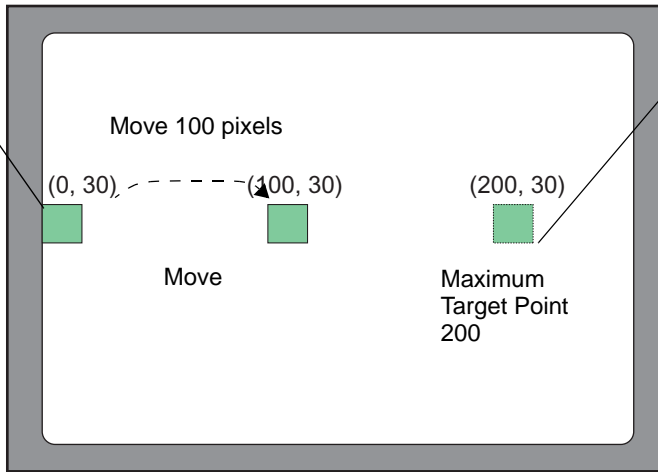 Move 100 pixels
(0, 30)
(100, 30)
(200, 30)
Move
Maximum
Target Point
200